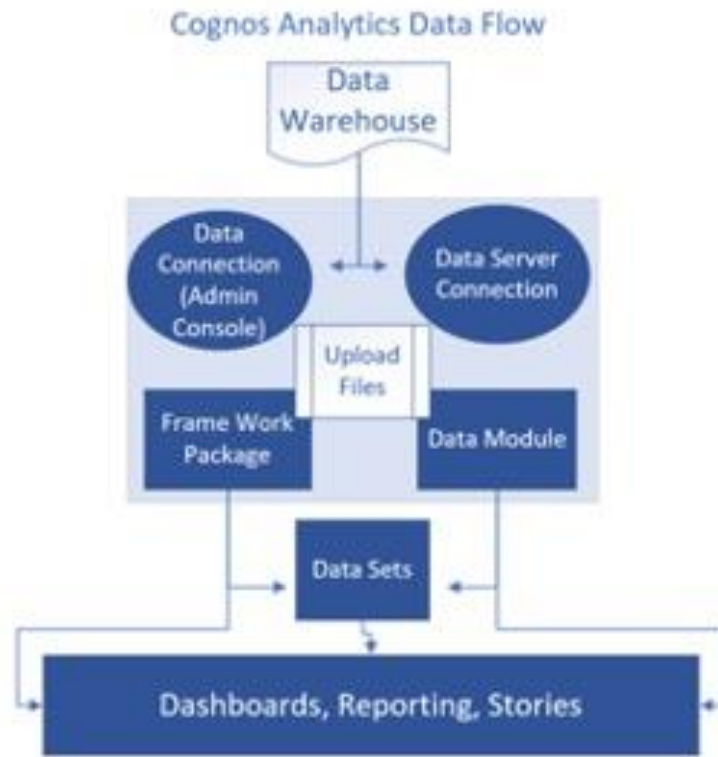 Cognos Analytics Data Flow
Data
Warehouse
Data
Connection
(Admin
Console)
Data Server
Connection
Upload
Files
Frame Work
Package
Data Module
Data Sets
Dashboards, Reporting, Stories